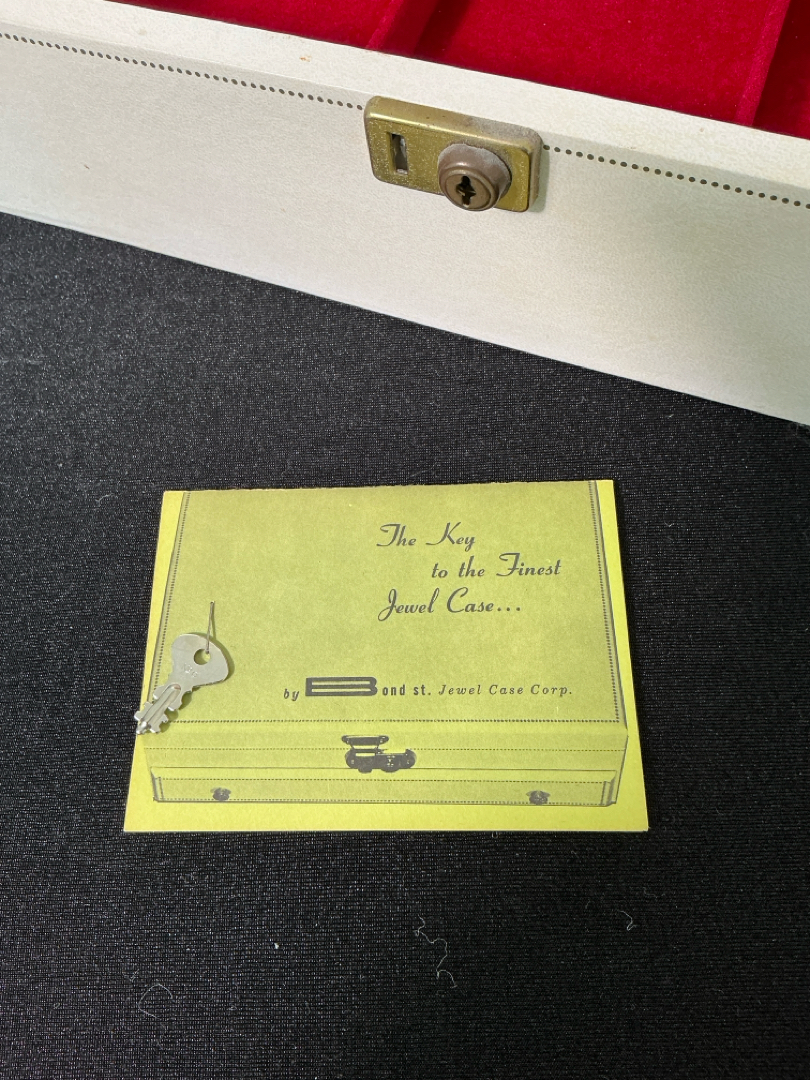 The Key
to the Finest
Jewel Case...
by Bond st. Jewel Case Corp.